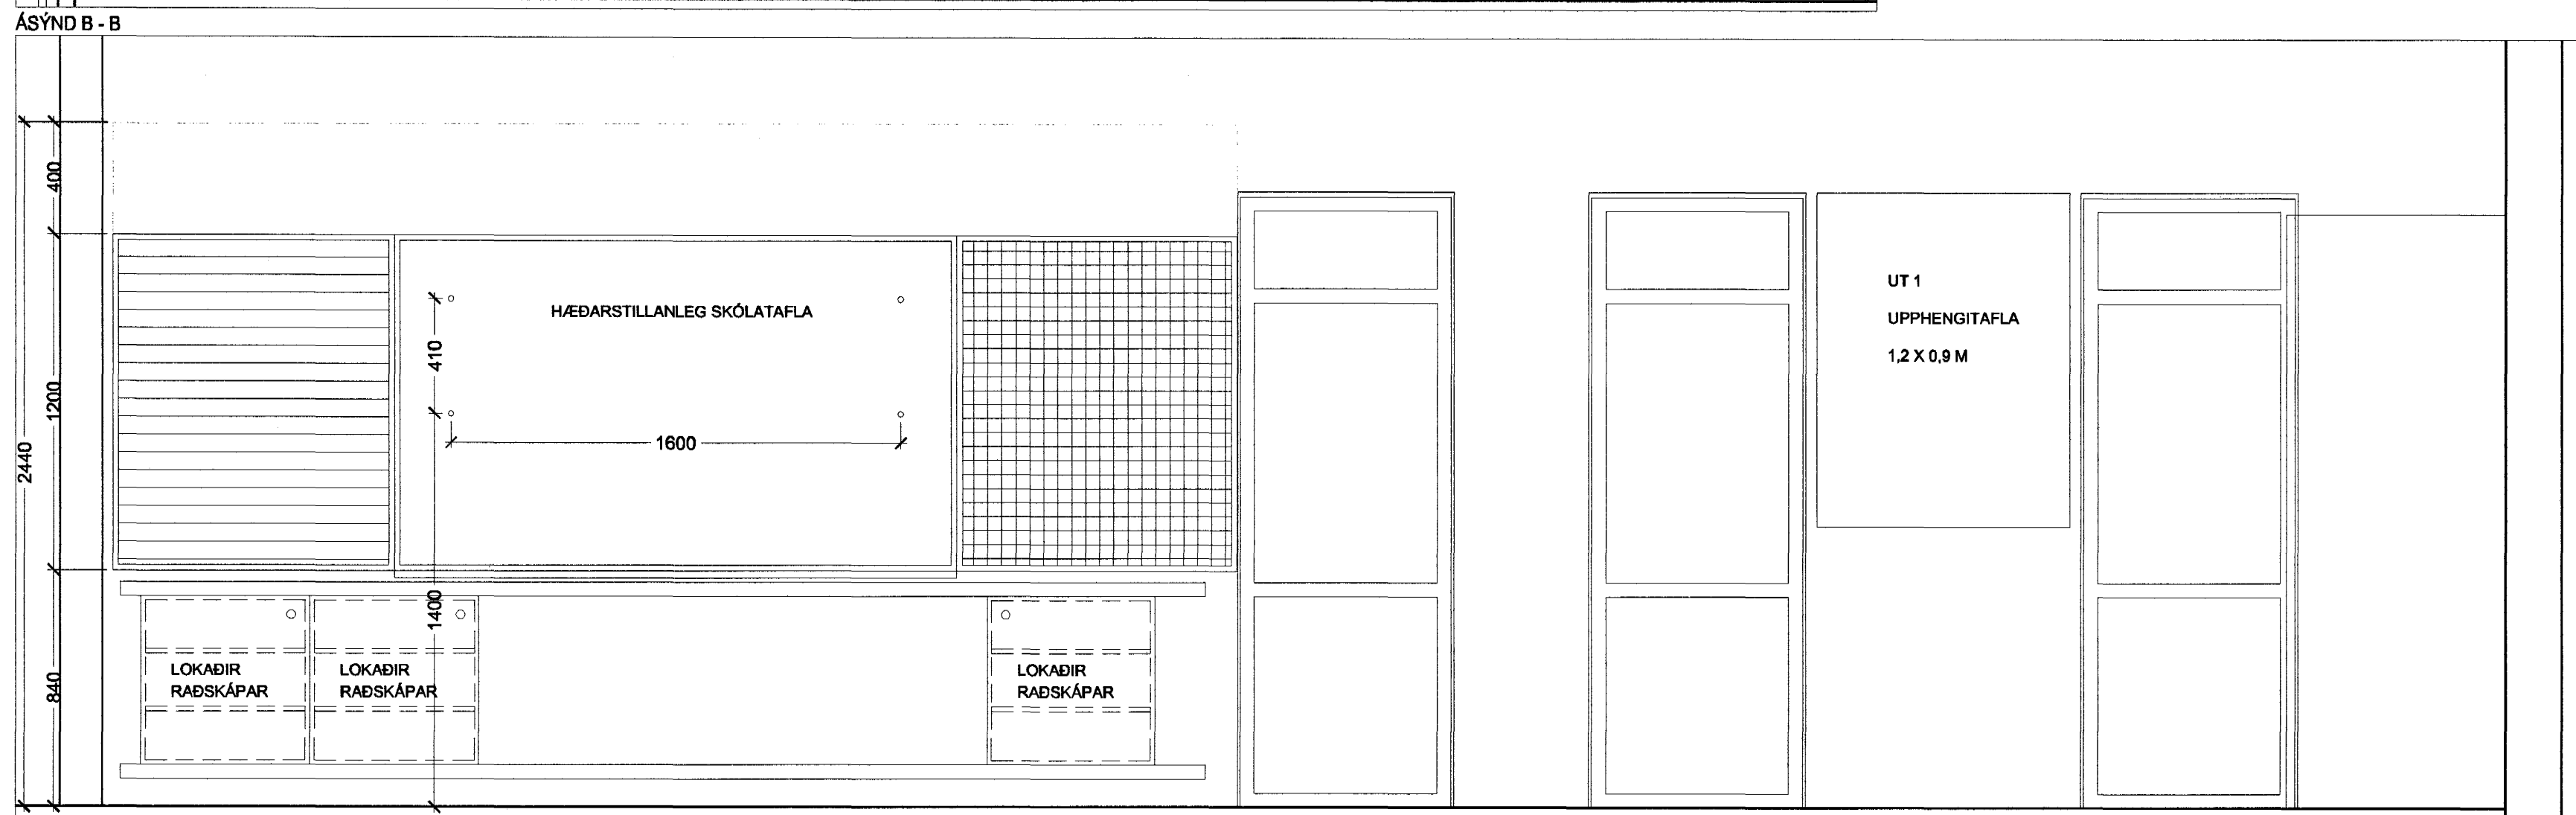 ÁSÝND B - B
400
1200
2440
840
HÆÐARSTILLANLEG SKÓLATAFLA
410
1600
1400
LOKAÐIR
RAÐSKÁPAR
LOKAÐIR
RAÐSKÁPAR
LOKAÐIR
RAÐSKÁPAR
UT 1
UPPHENGITAFLA
1,2 X 0,9 M